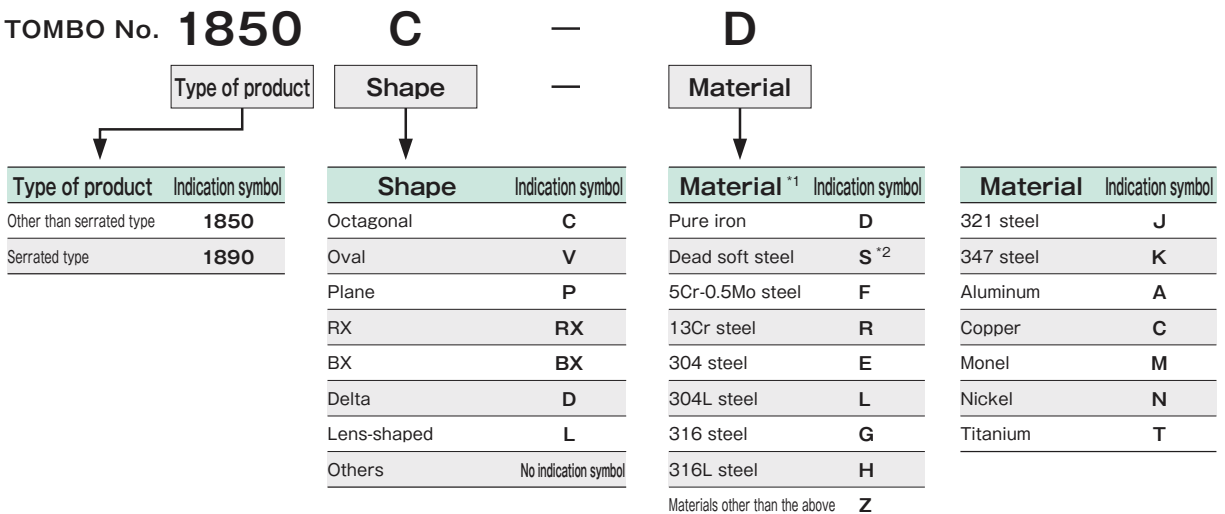 TOMBO No. 1850 C — D
Type of product Shape — Material
Type of product Indication symbol
Other than serrated type 1850
Serrated type 1890
Shape Indication symbol
Octagonal C
Oval V
Plane P
RX RX
BX BX
Delta D
Lens-shaped L
Others No indication symbol
Material *1 Indication symbol
Pure iron D
Dead soft steel S *2
5Cr-0.5Mo steel F
13Cr steel R
304 steel E
304L steel L
316 steel G
316L steel H
Materials other than the above Z
Material Indication symbol
321 steel J
347 steel K
Aluminum A
Copper C
Monel M
Nickel N
Titanium T